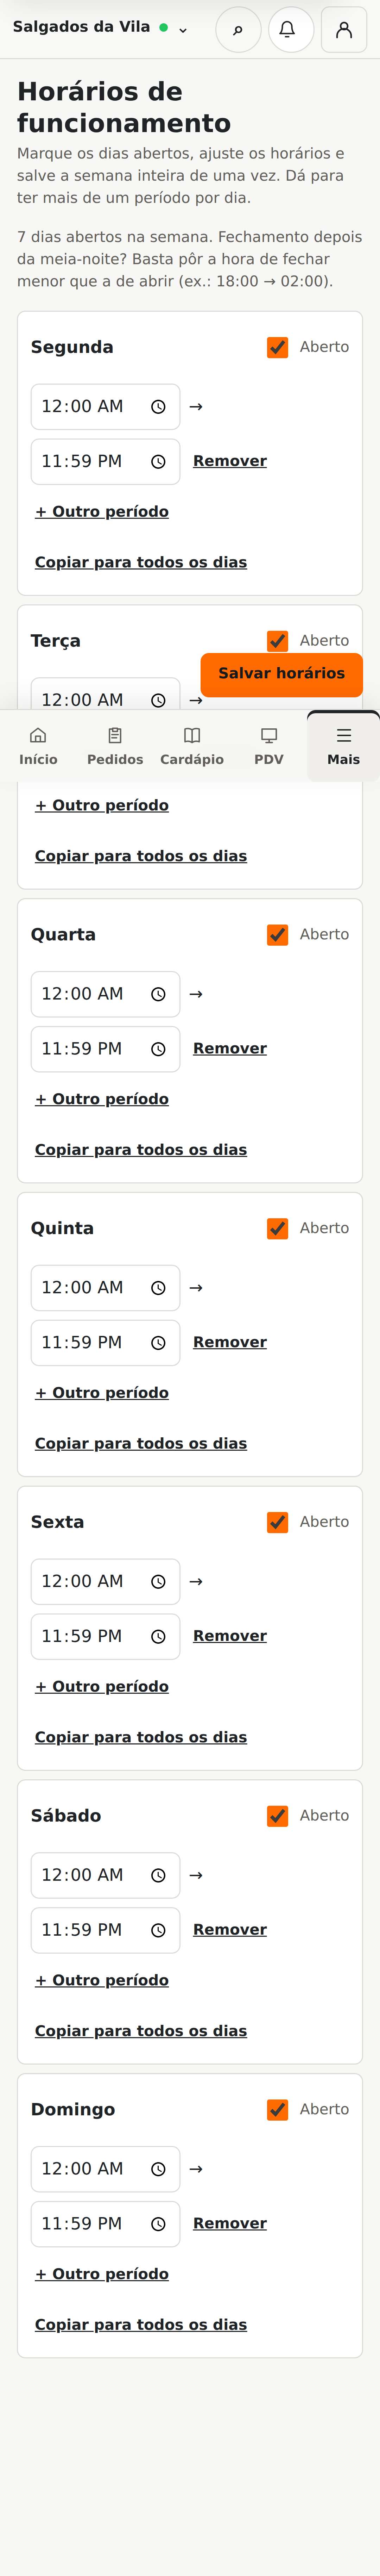 Salgados da Vila
Horários de
funcionamento
Marque os dias abertos, ajuste os horários e
salve a semana inteira de uma vez. Dá para
ter mais de um período por dia.
7 dias abertos na semana. Fechamento depois
da meia-noite? Basta pôr a hora de fechar
menor que a de abrir (ex.: 18:00 → 02:00).
Segunda Aberto
12:00 AM →
11:59 PM Remover
+ Outro período
Copiar para todos os dias
Terça Aberto
Salvar horários
12:00 AM →
Início Pedidos Cardápio PDV Mais
+ Outro período
Copiar para todos os dias
Quarta Aberto
12:00 AM →
11:59 PM Remover
+ Outro período
Copiar para todos os dias
Quinta Aberto
12:00 AM →
11:59 PM Remover
+ Outro período
Copiar para todos os dias
Sexta Aberto
12:00 AM →
11:59 PM Remover
+ Outro período
Copiar para todos os dias
Sábado Aberto
12:00 AM →
11:59 PM Remover
+ Outro período
Copiar para todos os dias
Domingo Aberto
12:00 AM →
11:59 PM Remover
+ Outro período
Copiar para todos os dias